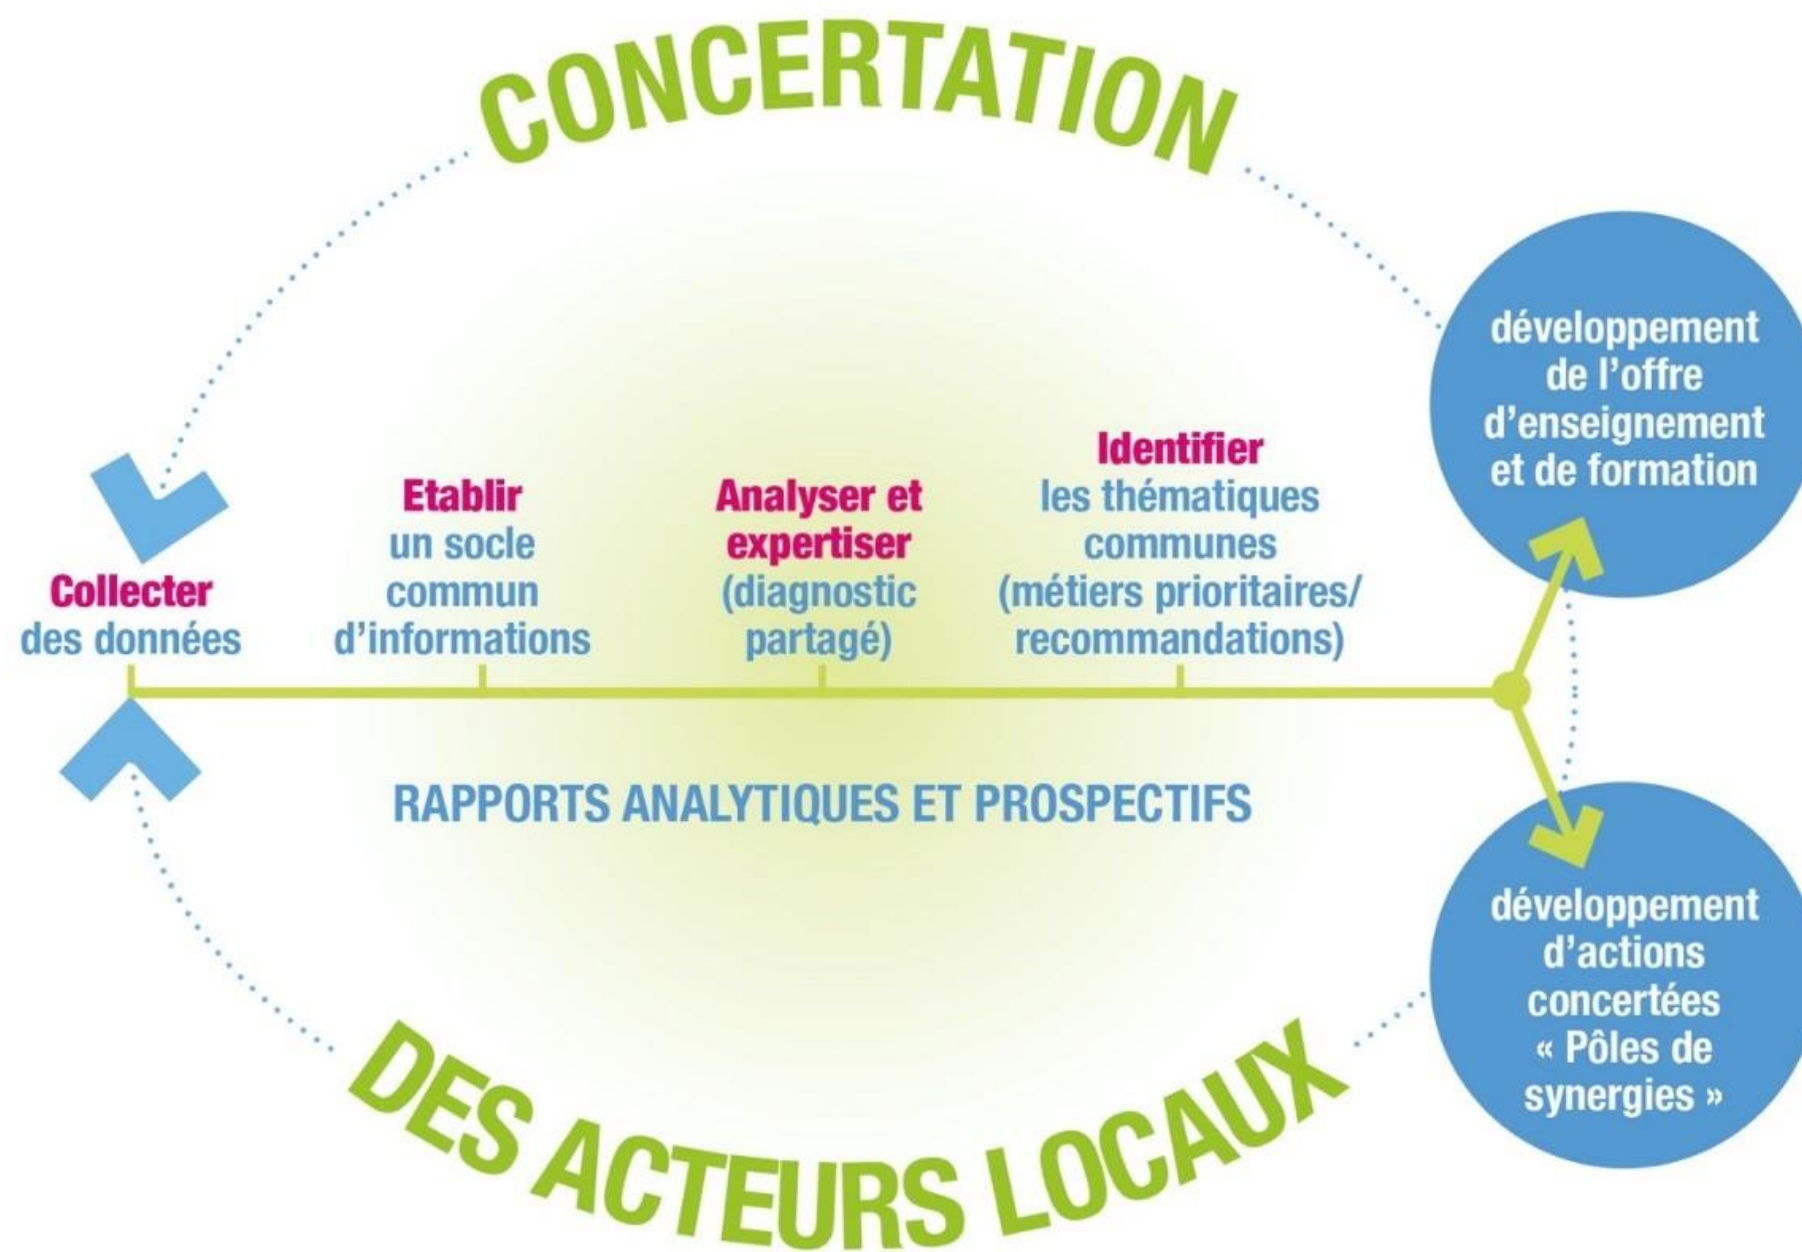 CONCERTATION
Collecter
des données
Etablir
un socle
commun
d'informations
Analyser et
expertiser
(diagnostic
partagé)
Identifier
les thématiques
communes
(métiers prioritaires/
recommandations)
développement
de l'offre
d'enseignement
et de formation
RAPPORTS ANALYTIQUES ET PROSPECTIFS
développement
d'actions
concertées
« Pôles de
synergies »
DES ACTEURS LOCAUX